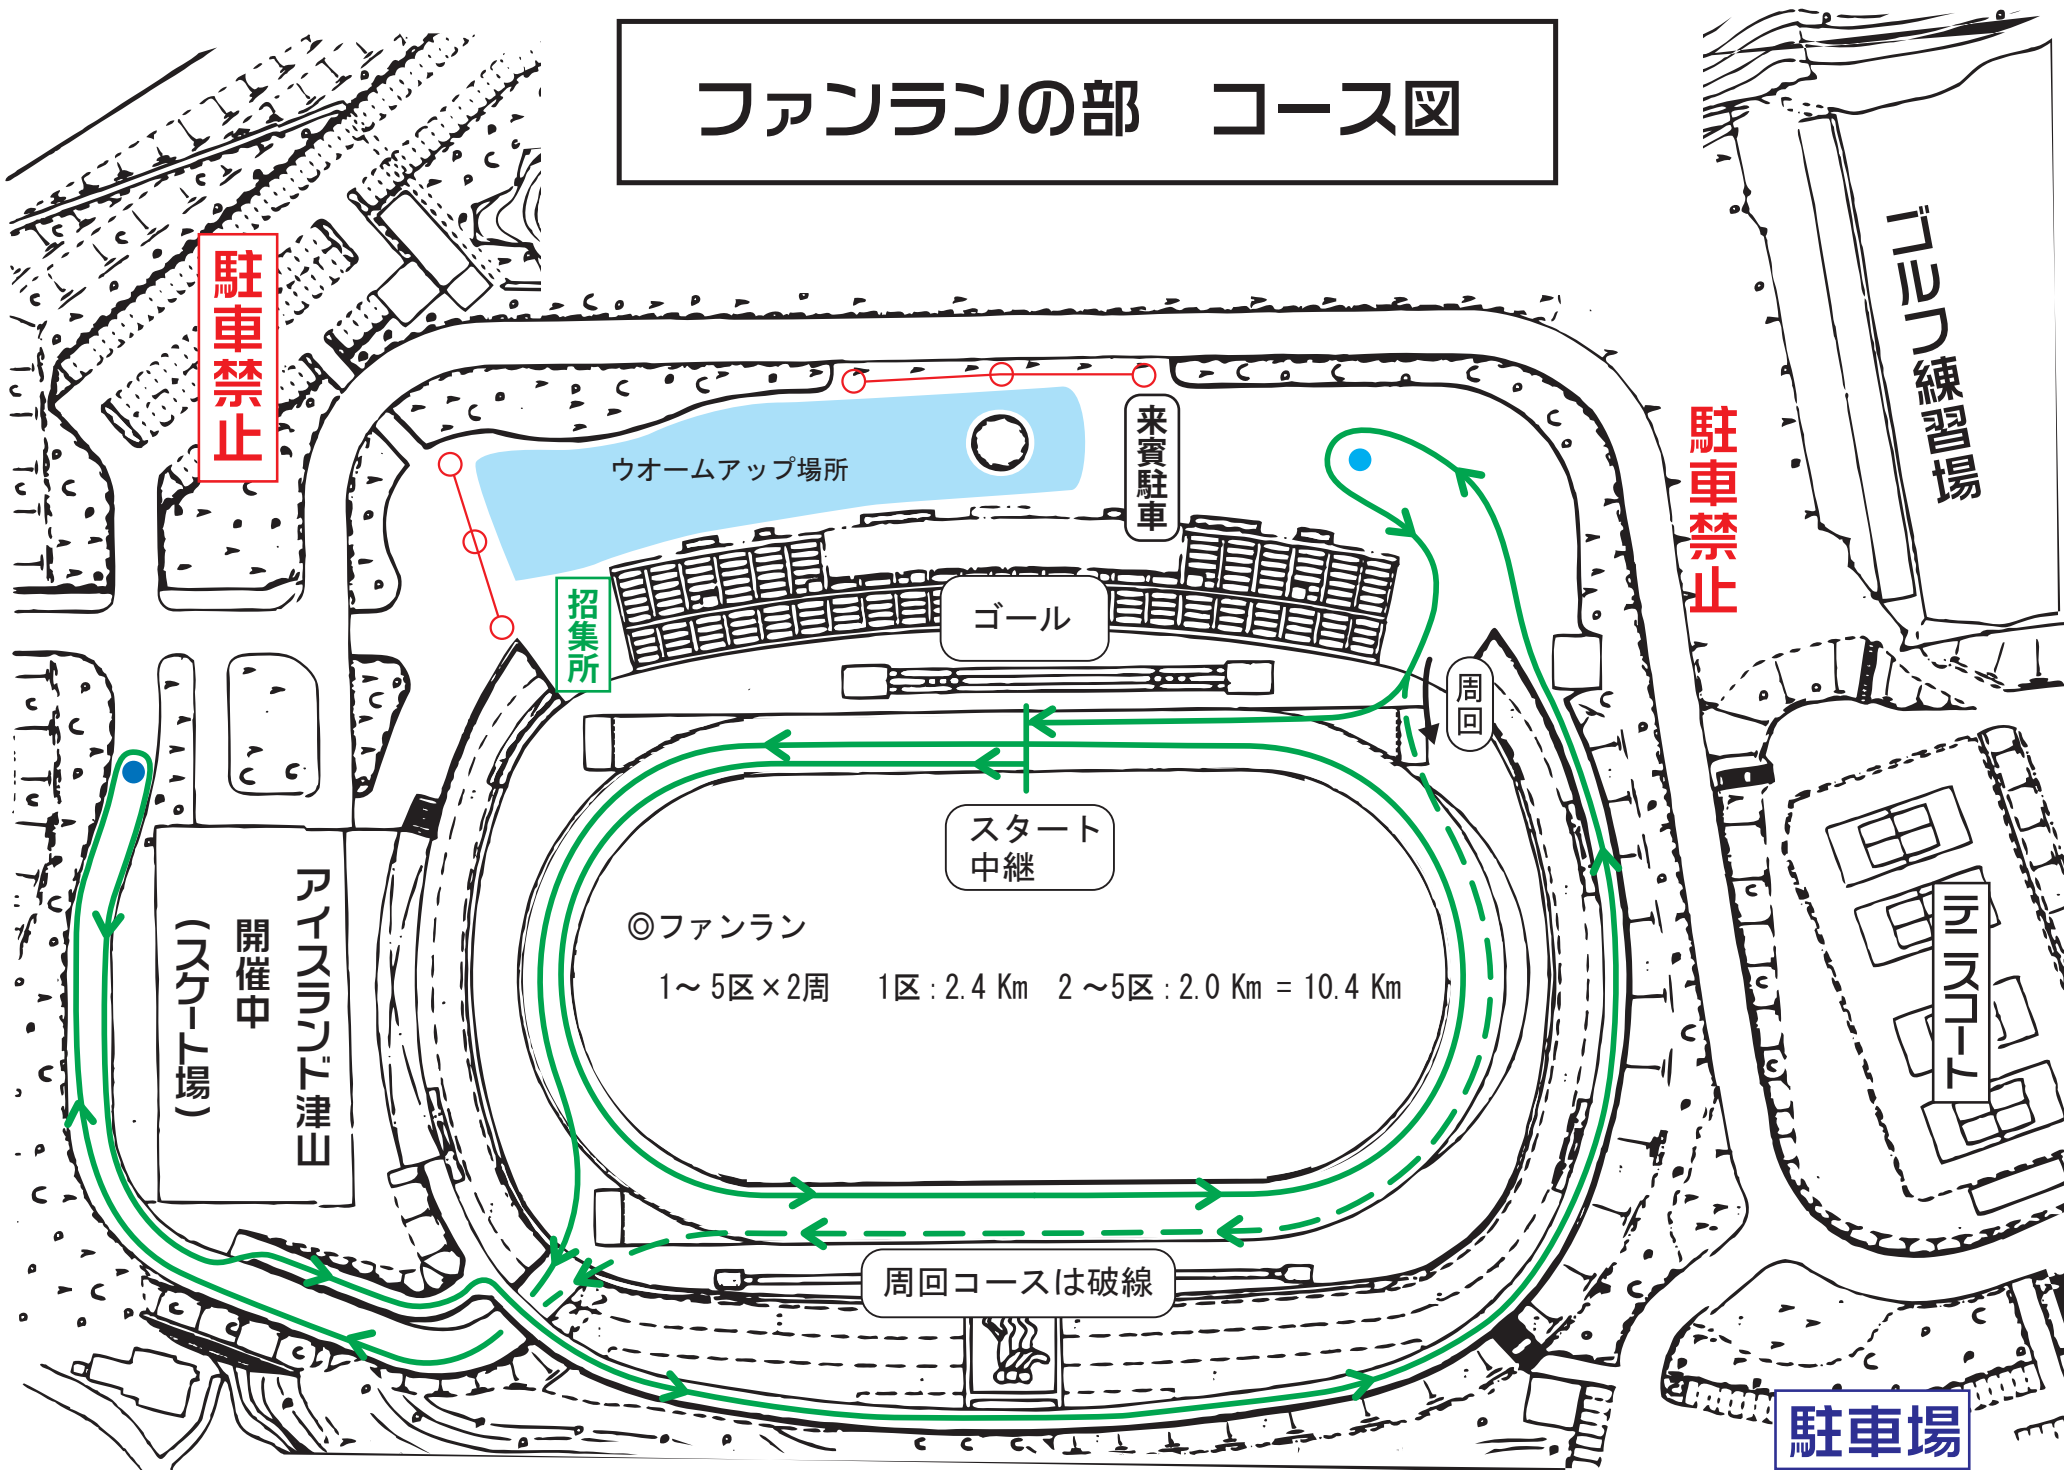 ファンランの部　コース図
駐車禁止
ゴルフ練習場
駐車禁止
来賓駐車
ウオームアップ場所
招集所
ゴール
周回
スタート
中継
◎ファンラン
1～5区×2周　1区:2.4 Km　2～5区:2.0 Km = 10.4 Km
アイスランド津山
開催中
(スケート場)
テニスコート
周回コースは破線
駐車場